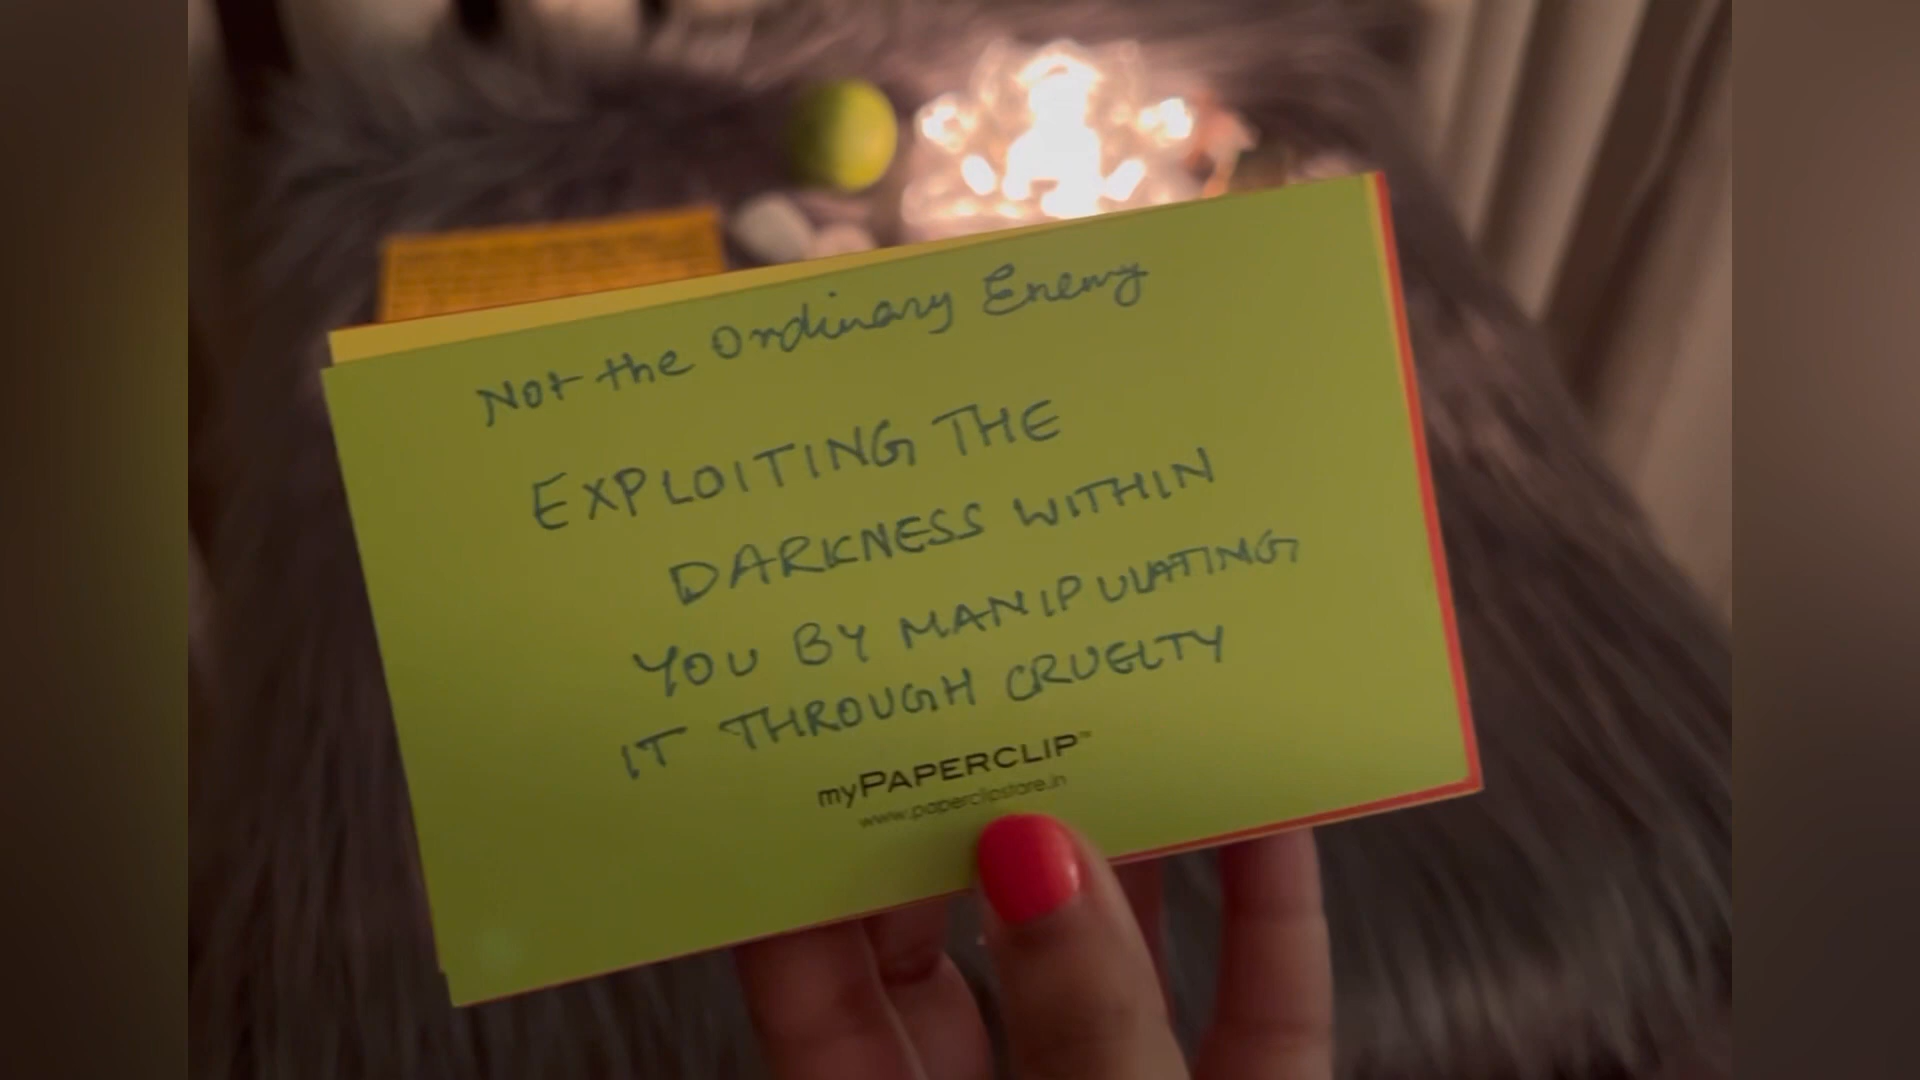 Not the Ordinary Enemy
EXPLOITING THE
DARKNESS WITHIN
YOU BY MANIPULATING
IT THROUGH CRUELTY
myPAPERCLIP™
www.paperclipstore.in